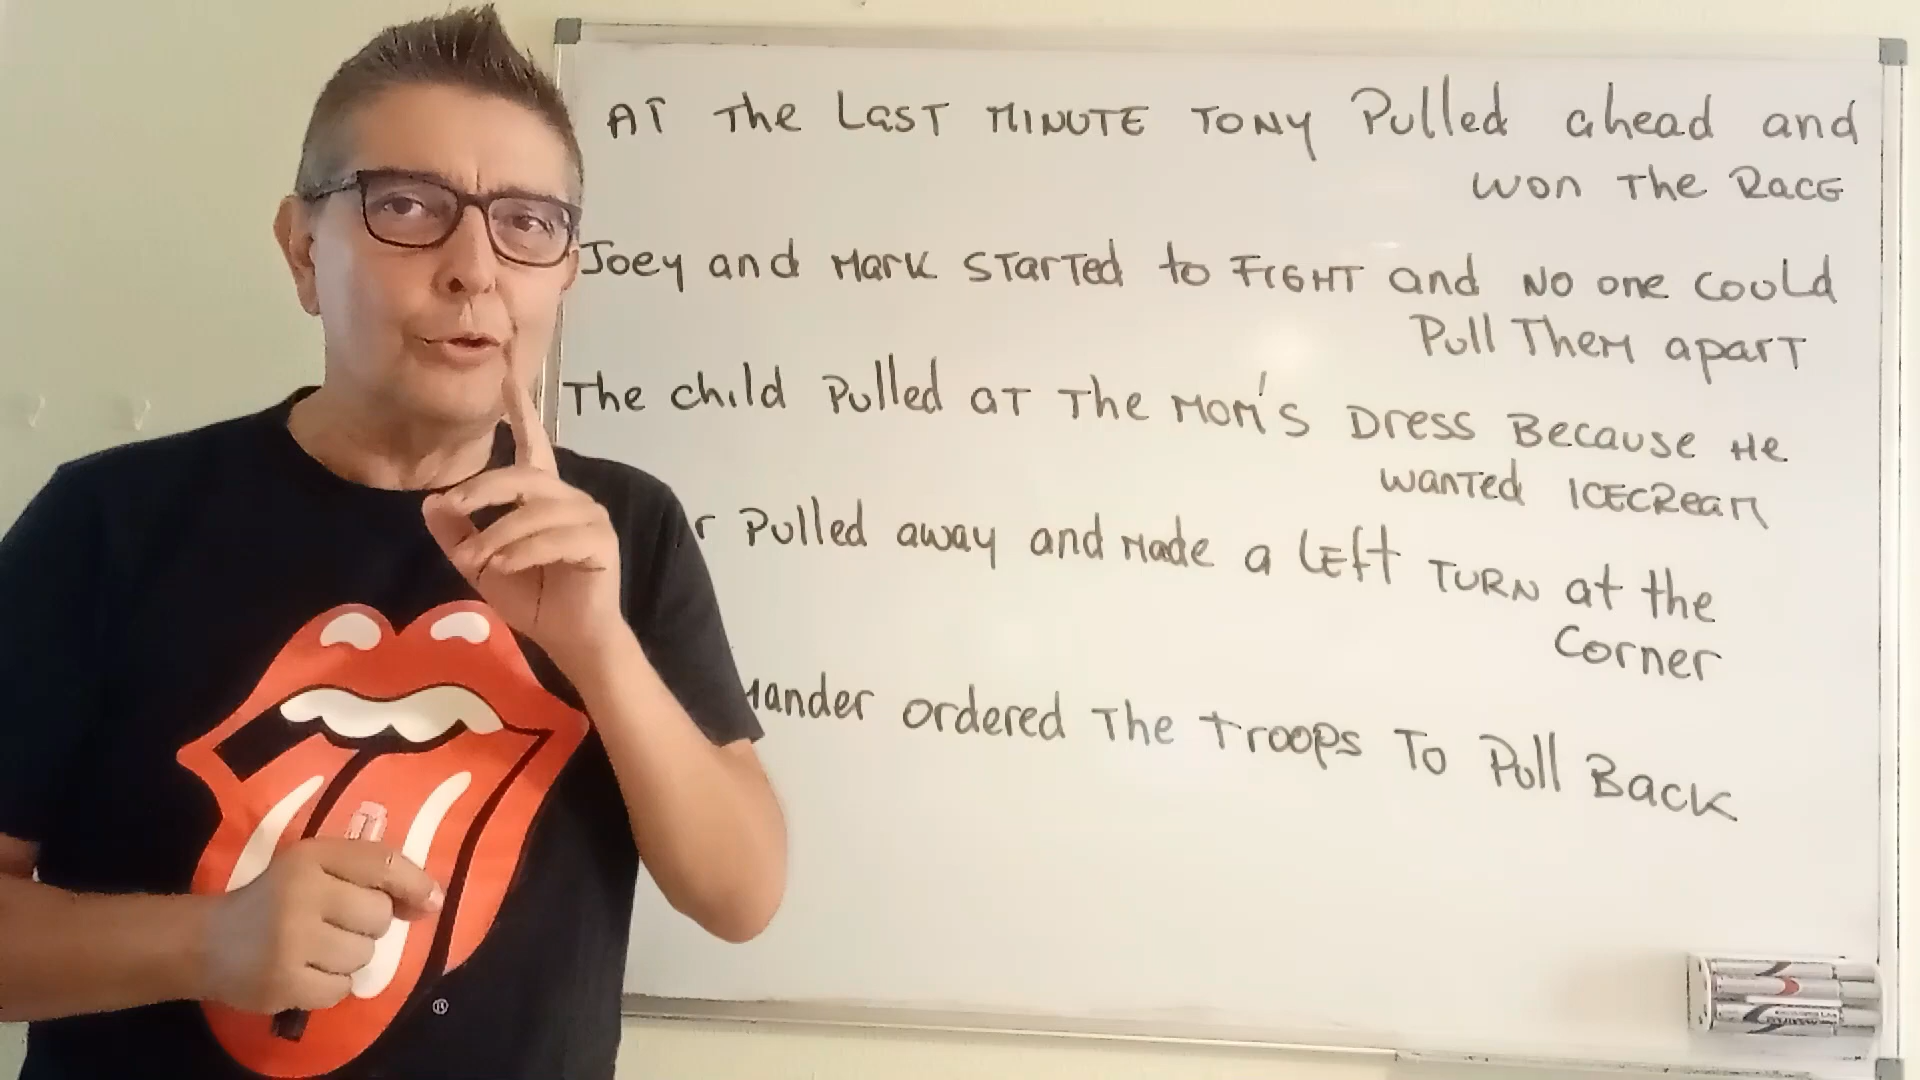 AT The Last MINUTE TONY Pulled ahead and
won The Race
Joey and Mark STarTed to FIGHT and NO one could
Pull TheM apart
The child Pulled aT The MOM's Dress Because He
wanTed ICECReaM
r Pulled away and Made a LEft TURN at the
Corner
mander ordered The troops To Pull Back
®